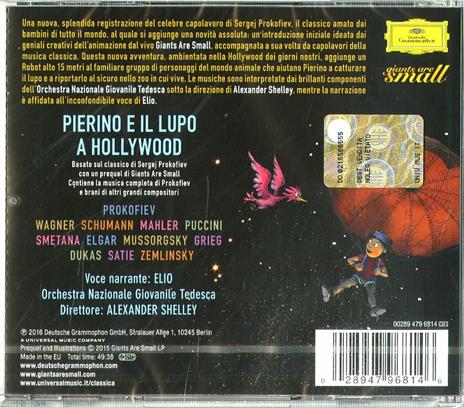 Una nuova, splendida registrazione del celebre capolavoro di Sergej Prokofiev, il classico amato dai
bambini di tutto il mondo, al quale si aggiunge una novità assoluta: un'introduzione iniziale ideata dai
geniali creativi dell'animazione dal vivo Giants Are Small, accompagnata a sua volta da capolavori della
musica classica. Questa nuova avventura, ambientata nella Hollywood dei giorni nostri, aggiunge un
Robot alto 15 metri al familiare gruppo di personaggi del mondo animale che aiutano Pierino a catturare
il lupo e a riportarlo al sicuro nello zoo in cui vive. Le musiche sono interpretate dai brillanti componenti
dell'Orchestra Nazionale Giovanile Tedesca sotto la direzione di Alexander Shelley, mentre la narrazione
è affidata all'inconfondibile voce di Elio.
Deutsche
Grammophon
giants are
small
PIERINO E IL LUPO
A HOLLYWOOD
Basato sul classico di Sergej Prokofiev
con un prequel di Giants Are Small
Contiene la musica completa di Prokofiev
e brani di altri grandi compositori
PROKOFIEV
WAGNER SCHUMANN MAHLER PUCCINI
SMETANA ELGAR MUSSORGSKY GRIEG
DUKAS SATIE ZEMLINSKY
Voce narrante: ELIO
Orchestra Nazionale Giovanile Tedesca
Direttore: ALEXANDER SHELLEY
DEST. VENDITA
NOLEG. VIETATO
UNIV MUS IT
℗ 2016 Deutsche Grammophon GmbH, Stralauer Allee 1, 10245 Berlin
A UNIVERSAL MUSIC COMPANY
Prequel and Illustrations © 2015 Giants Are Small LP
Made in the EU Total time: 49:38
www.deutschegrammophon.com
www.giantsaresmall.com
www.universalmusic.it/classica
00289 479 6814
0 28947 96814 6